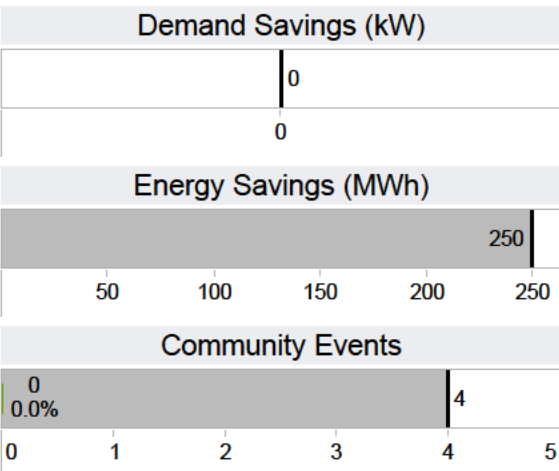 Demand Savings (kW)
0
0
Energy Savings (MWh)
250
50 100 150 200 250
Community Events
0
0.0%
4
0 1 2 3 4 5